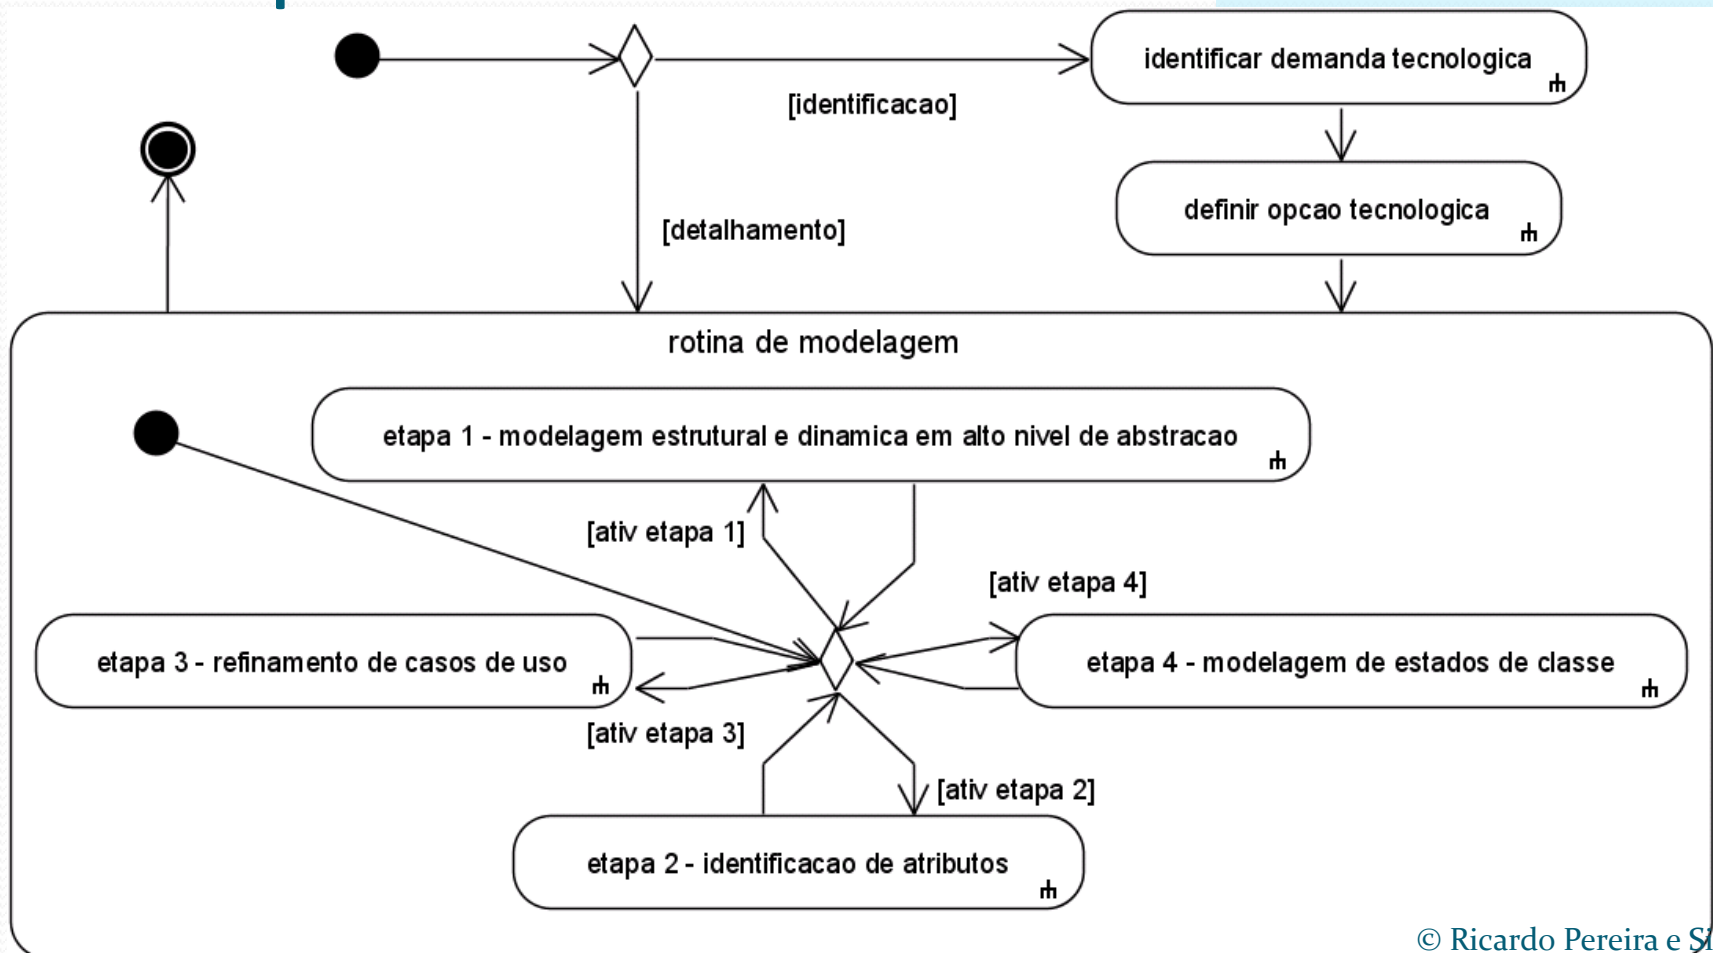 identificar demanda tecnologica
[identificacao]
definir opcao tecnologica
[detalhamento]
rotina de modelagem
etapa 1 - modelagem estrutural e dinamica em alto nivel de abstracao
[ativ etapa 1]
[ativ etapa 4]
etapa 3 - refinamento de casos de uso
etapa 4 - modelagem de estados de classe
[ativ etapa 3]
[ativ etapa 2]
etapa 2 - identificacao de atributos
© Ricardo Pereira e